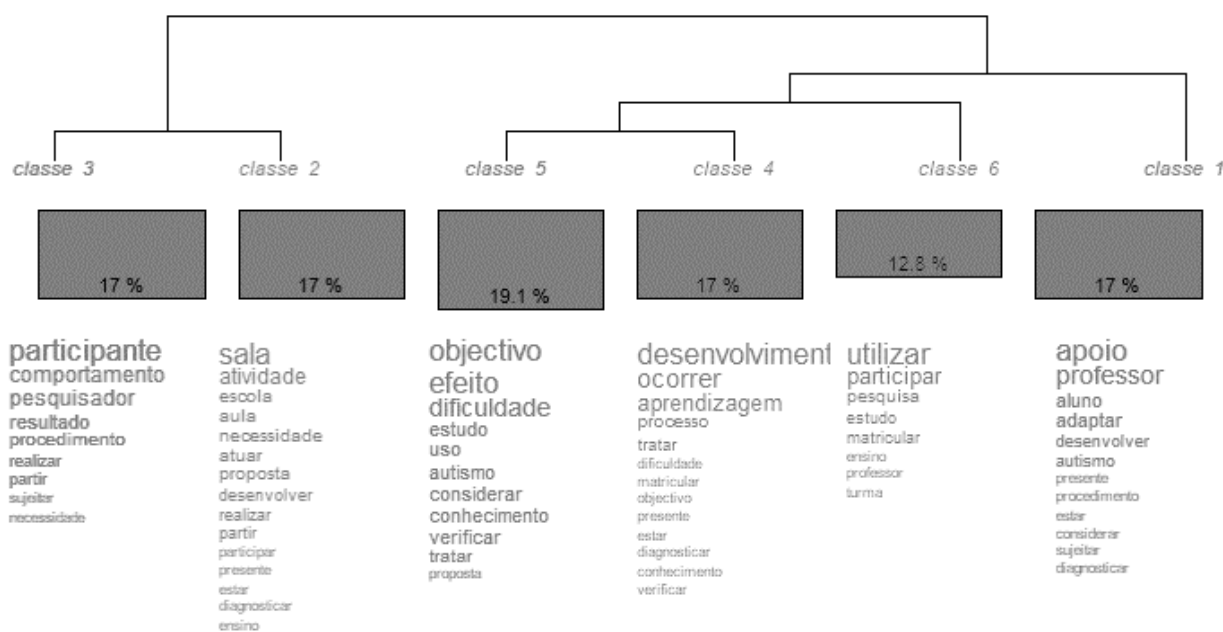 classe 3
classe 2
classe 5
classe 4
classe 6
classe 1
17 %
17 %
19.1 %
17 %
12.8 %
17 %
participante
comportamento
pesquisador
resultado
procedimento
realizar
partir
sujeitar
necessidade
sala
atividade
escola
aula
necessidade
atuar
proposta
desenvolver
realizar
partir
participar
presente
estar
diagnosticar
ensino
objectivo
efeito
dificuldade
estudo
uso
autismo
considerar
conhecimento
verificar
tratar
proposta
desenvolviment
ocorrer
aprendizagem
processo
tratar
dificuldade
matricular
objectivo
presente
estar
diagnosticar
conhecimento
verificar
utilizar
participar
pesquisa
estudo
matricular
ensino
professor
turma
apoio
professor
aluno
adaptar
desenvolver
autismo
presente
procedimento
estar
considerar
sujeitar
diagnosticar